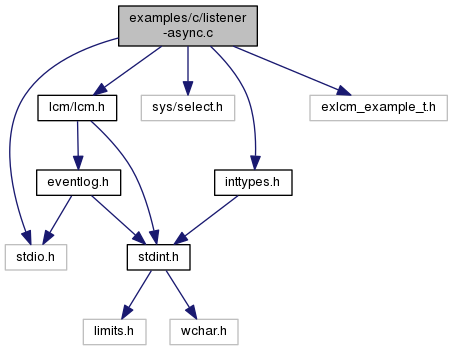 examples/c/listener
-async.c
lcm/lcm.h
sys/select.h
exlcm_example_t.h
eventlog.h
inttypes.h
stdio.h
stdint.h
limits.h
wchar.h